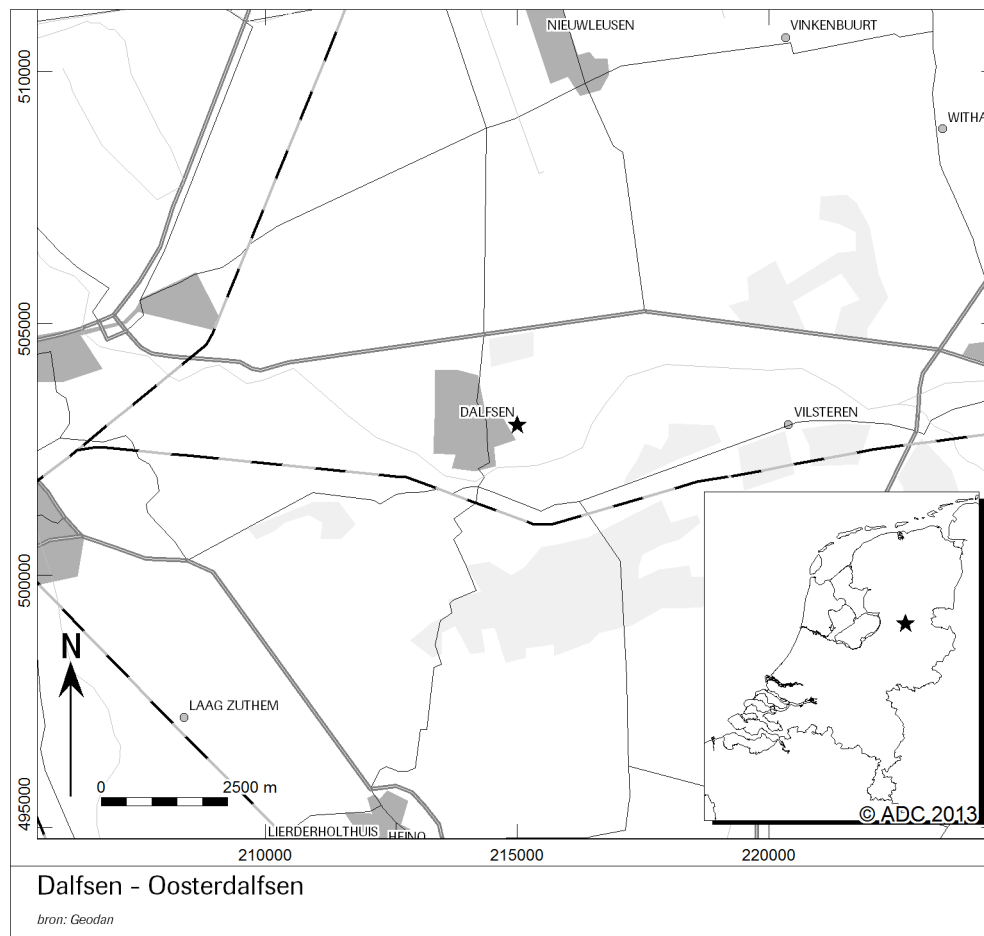 NIEUWLEUSEN
VINKENBUURT
510000
WITHA
505000
DALFSEN
VILSTEREN
500000
N
LAAG ZUTHEM
0 2500 m
495000
LIERDERHOLTHUIS
HEINO
© ADC 2013
210000 215000 220000
Dalfsen - Oosterdalfsen
bron: Geodan